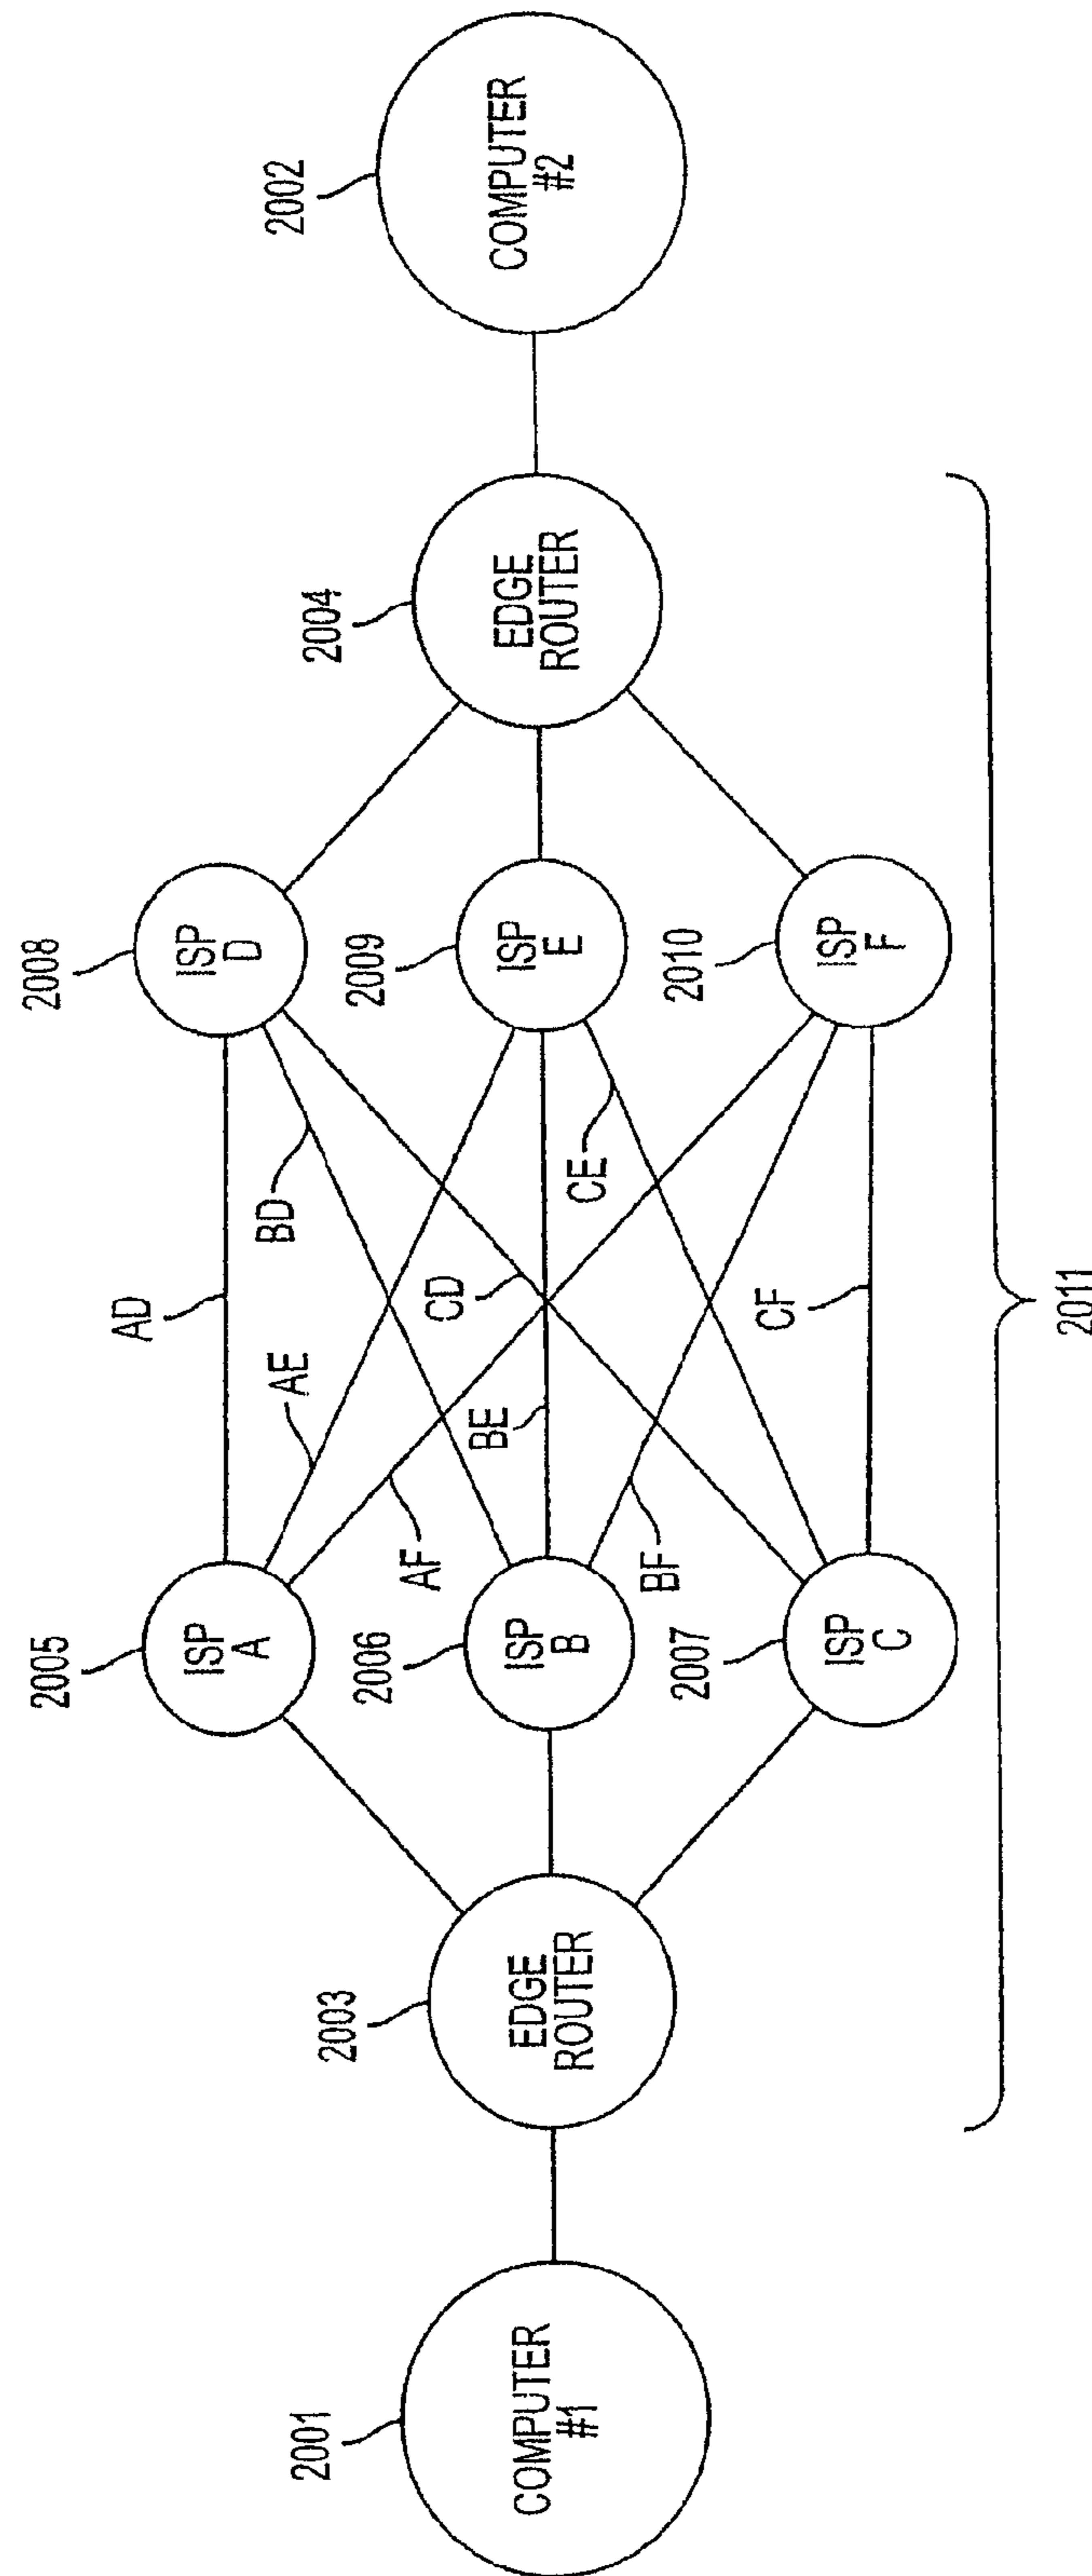 2001
COMPUTER
#1
2003
EDGE
ROUTER
2005
ISP
A
2006
ISP
B
2007
ISP
C
AD
AE
BD
AF
CD
BE
CE
BF
CF
2008
ISP
D
2009
ISP
E
2010
ISP
F
2004
EDGE
ROUTER
2002
COMPUTER
#2
2011